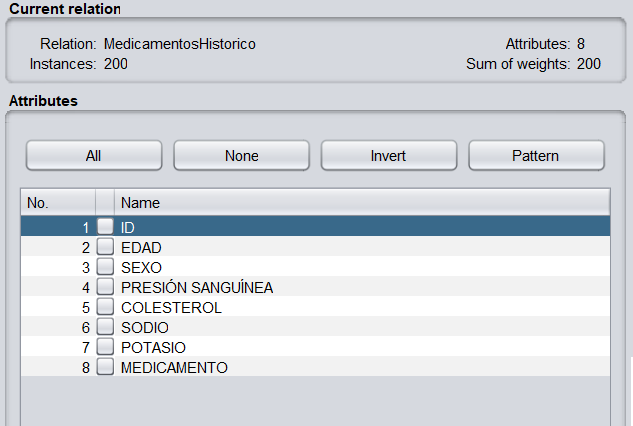 Current relation
Relation: MedicamentosHistorico Attributes: 8
Instances: 200 Sum of weights: 200
Attributes
All None Invert Pattern
No. Name
1 ID
2 EDAD
3 SEXO
4 PRESIÓN SANGUÍNEA
5 COLESTEROL
6 SODIO
7 POTASIO
8 MEDICAMENTO